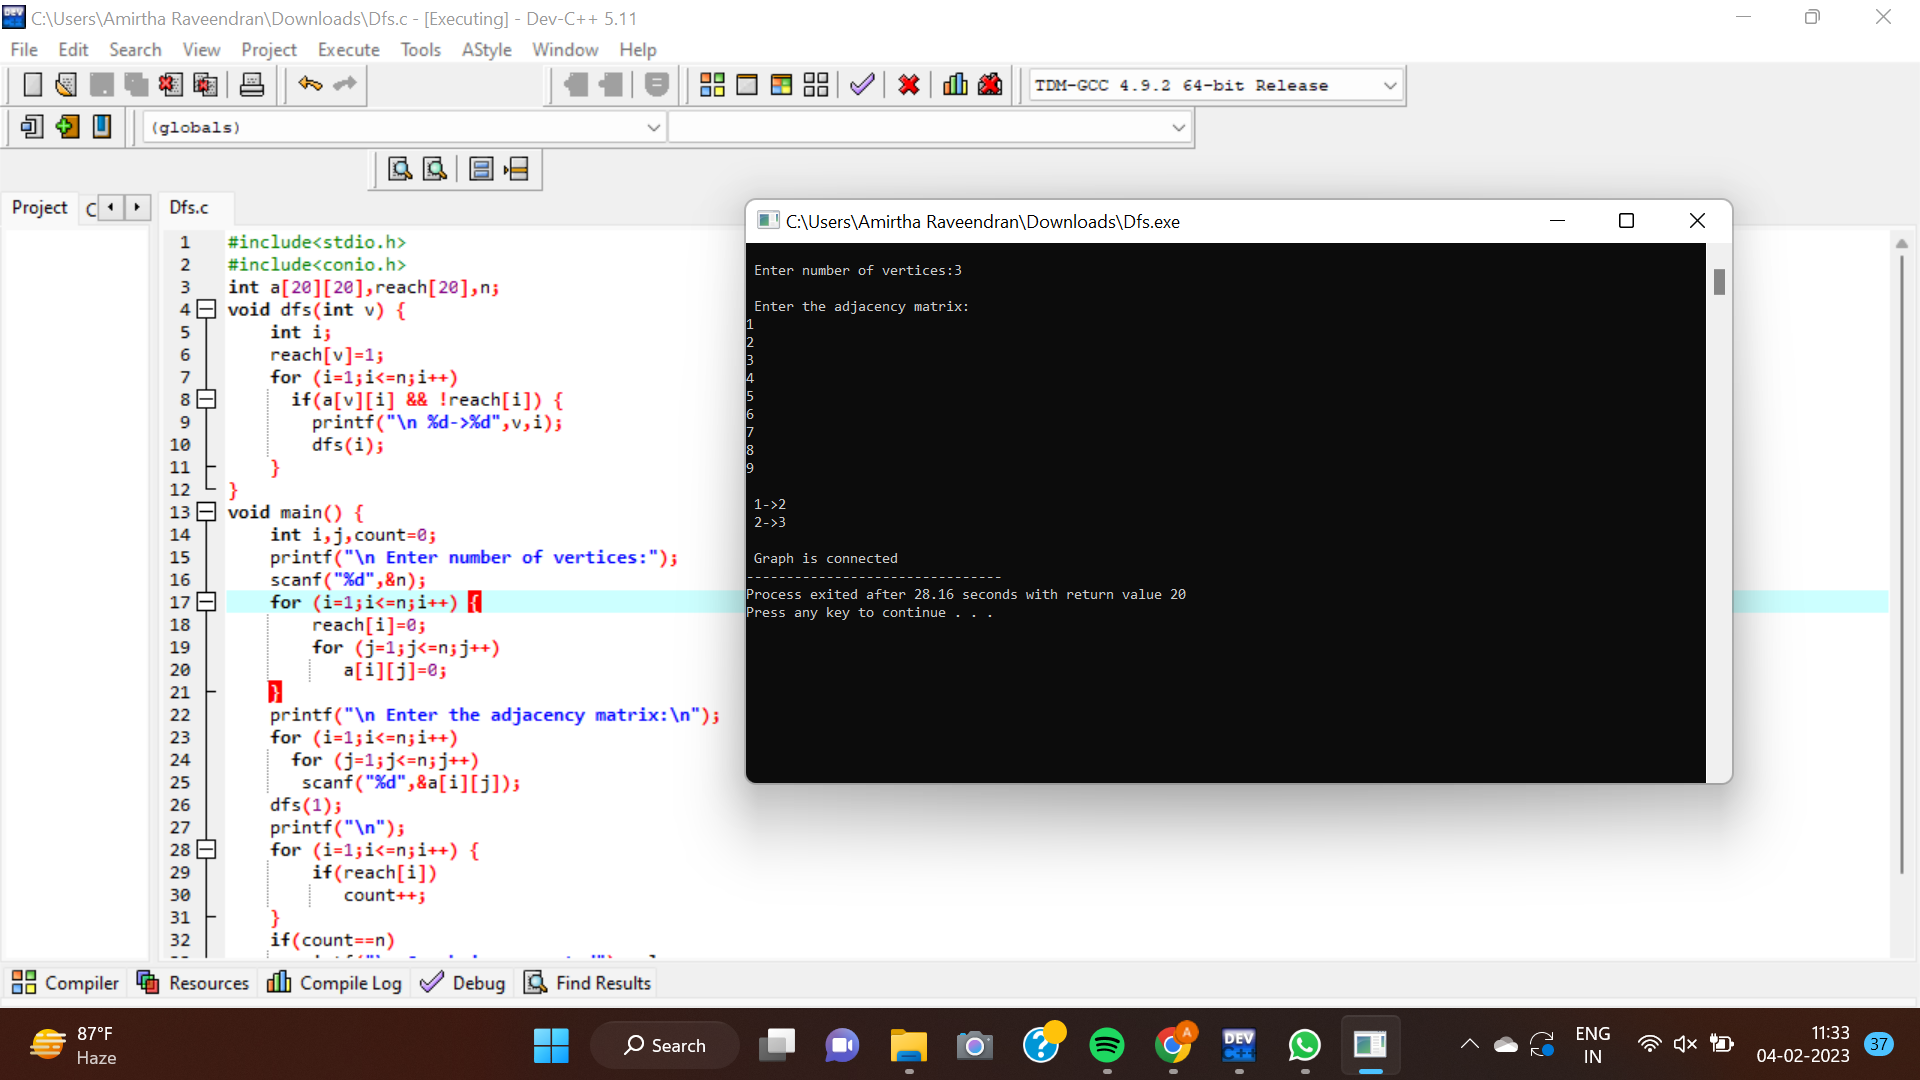 C:\Users\Amirtha Raveendran\Downloads\Dfs.c - [Executing] - Dev-C++ 5.11
File Edit Search View Project Execute Tools AStyle Window Help
TDM-GCC 4.9.2 64-bit Release
(globals)
Project C Dfs.c
1 #include<stdio.h>
2 #include<conio.h>
3 int a[20][20],reach[20],n;
4 void dfs(int v) {
5 int i;
6 reach[v]=1;
7 for (i=1;i<=n;i++)
8 if(a[v][i] && !reach[i]) {
9 printf("\n %d->%d",v,i);
10 dfs(i);
11 }
12 }
13 void main() {
14 int i,j,count=0;
15 printf("\n Enter number of vertices:");
16 scanf("%d",&n);
17 for (i=1;i<=n;i++) {
18 reach[i]=0;
19 for (j=1;j<=n;j++)
20 a[i][j]=0;
21 }
22 printf("\n Enter the adjacency matrix:\n");
23 for (i=1;i<=n;i++)
24 for (j=1;j<=n;j++)
25 scanf("%d",&a[i][j]);
26 dfs(1);
27 printf("\n");
28 for (i=1;i<=n;i++) {
29 if(reach[i])
30 count++;
31 }
32 if(count==n)
C:\Users\Amirtha Raveendran\Downloads\Dfs.exe
Enter number of vertices:3
Enter the adjacency matrix:
1
2
3
4
5
6
7
8
9
1->2
2->3
Graph is connected
--------------------------------
Process exited after 28.16 seconds with return value 20
Press any key to continue . . .
Compiler Resources Compile Log Debug Find Results
87°F
Haze
Search
A
DEV
C++
ENG
IN
11:33
04-02-2023
37